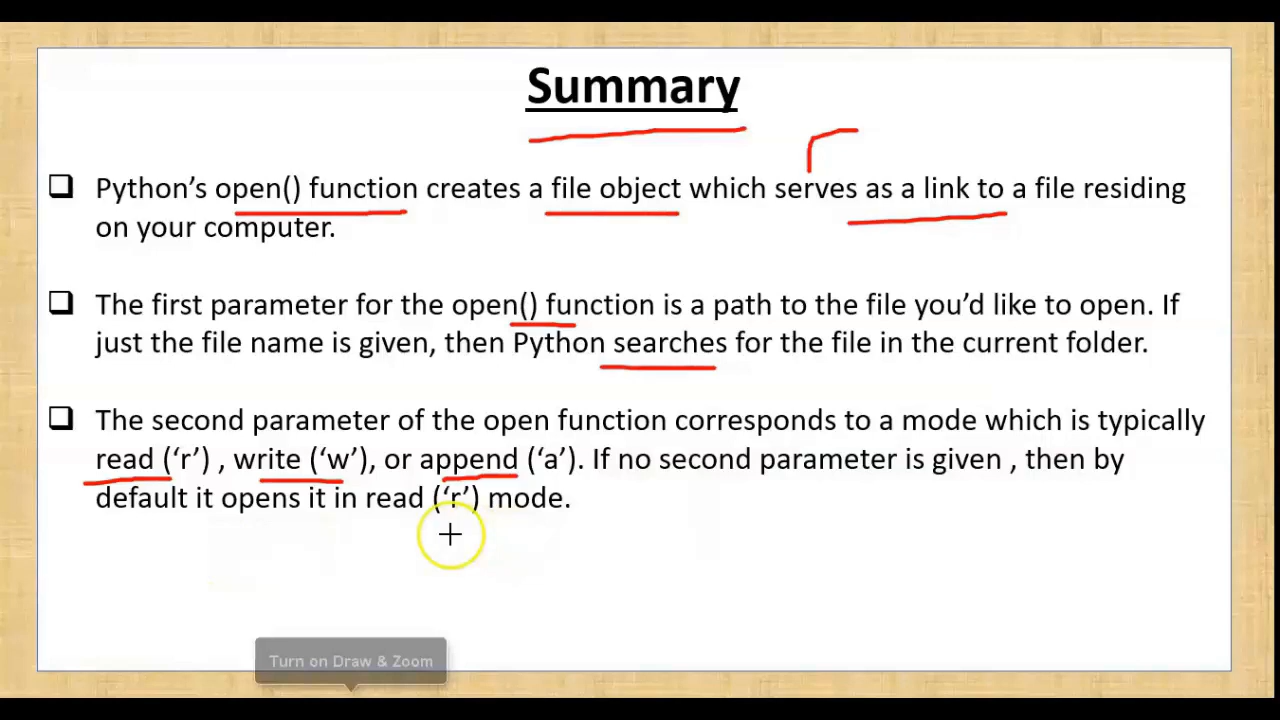 Summary
❑ Python’s open() function creates a file object which serves as a link to a file residing
on your computer.
❑ The first parameter for the open() function is a path to the file you’d like to open. If
just the file name is given, then Python searches for the file in the current folder.
❑ The second parameter of the open function corresponds to a mode which is typically
read (‘r’) , write (‘w’), or append (‘a’). If no second parameter is given , then by
default it opens it in read (‘r’) mode.
Turn on Draw & Zoom